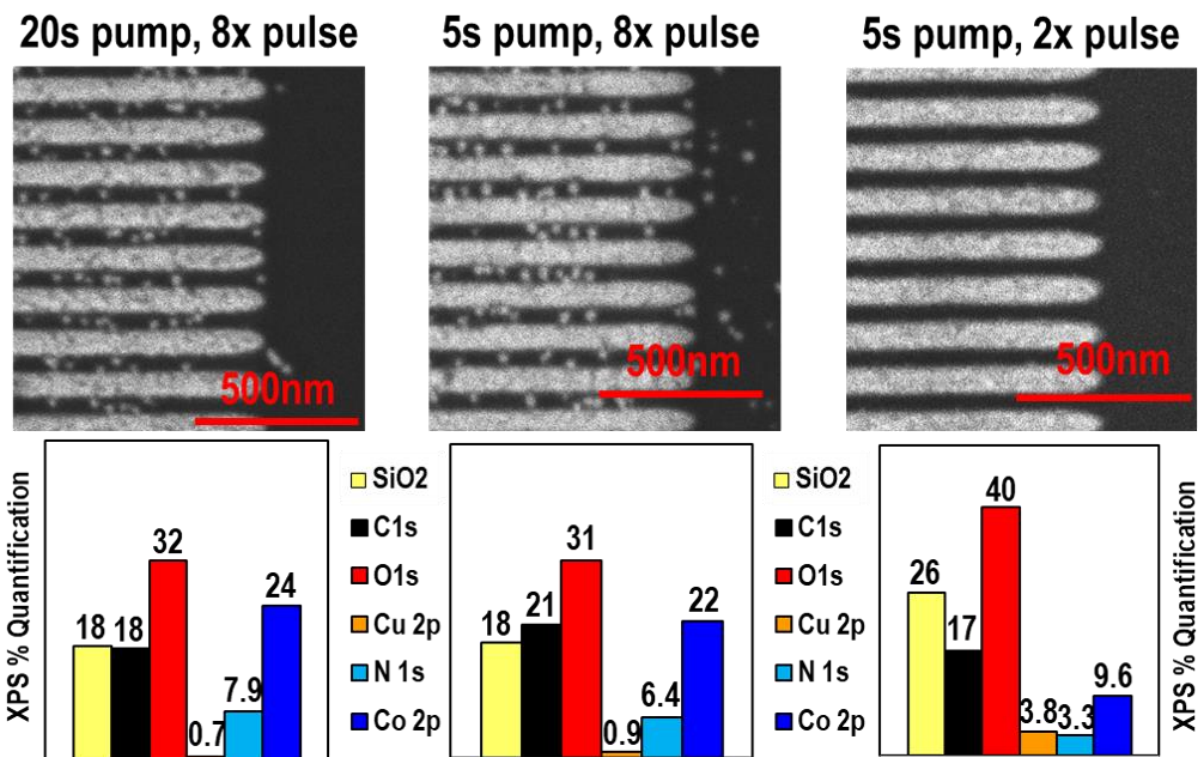 20s pump, 8x pulse
5s pump, 8x pulse
5s pump, 2x pulse
500nm
500nm
500nm
XPS % Quantification
18
18
32
0.7
7.9
24
SiO2
C1s
O1s
Cu 2p
N 1s
Co 2p
18
21
31
0.9
6.4
22
SiO2
C1s
O1s
Cu 2p
N 1s
Co 2p
26
17
40
3.8
3.3
9.6
XPS % Quantification